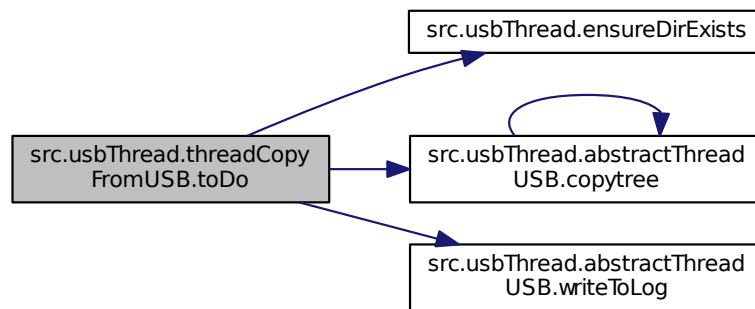 src.usbThread.ensureDirExists
src.usbThread.threadCopy
FromUSB.toDo
src.usbThread.abstractThread
USB.copytree
src.usbThread.abstractThread
USB.writeToLog